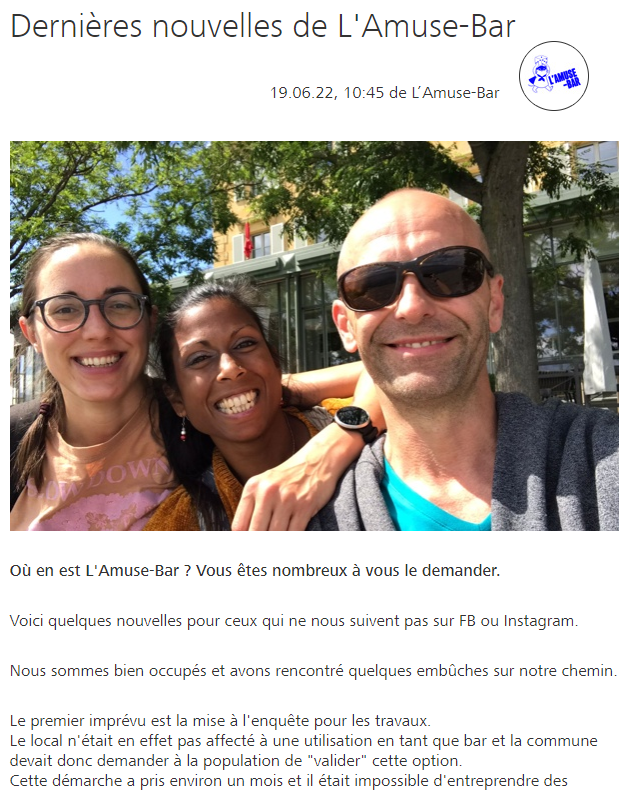 Dernières nouvelles de L'Amuse-Bar
L'AMUSE
-BAR
19.06.22, 10:45 de L’Amuse-Bar
DOWN
Où en est L'Amuse-Bar ? Vous êtes nombreux à vous le demander.
Voici quelques nouvelles pour ceux qui ne nous suivent pas sur FB ou Instagram.
Nous sommes bien occupés et avons rencontré quelques embûches sur notre chemin.
Le premier imprévu est la mise à l'enquête pour les travaux.
Le local n'était en effet pas affecté à une utilisation en tant que bar et la commune
devait donc demander à la population de "valider" cette option.
Cette démarche a pris environ un mois et il était impossible d'entreprendre des